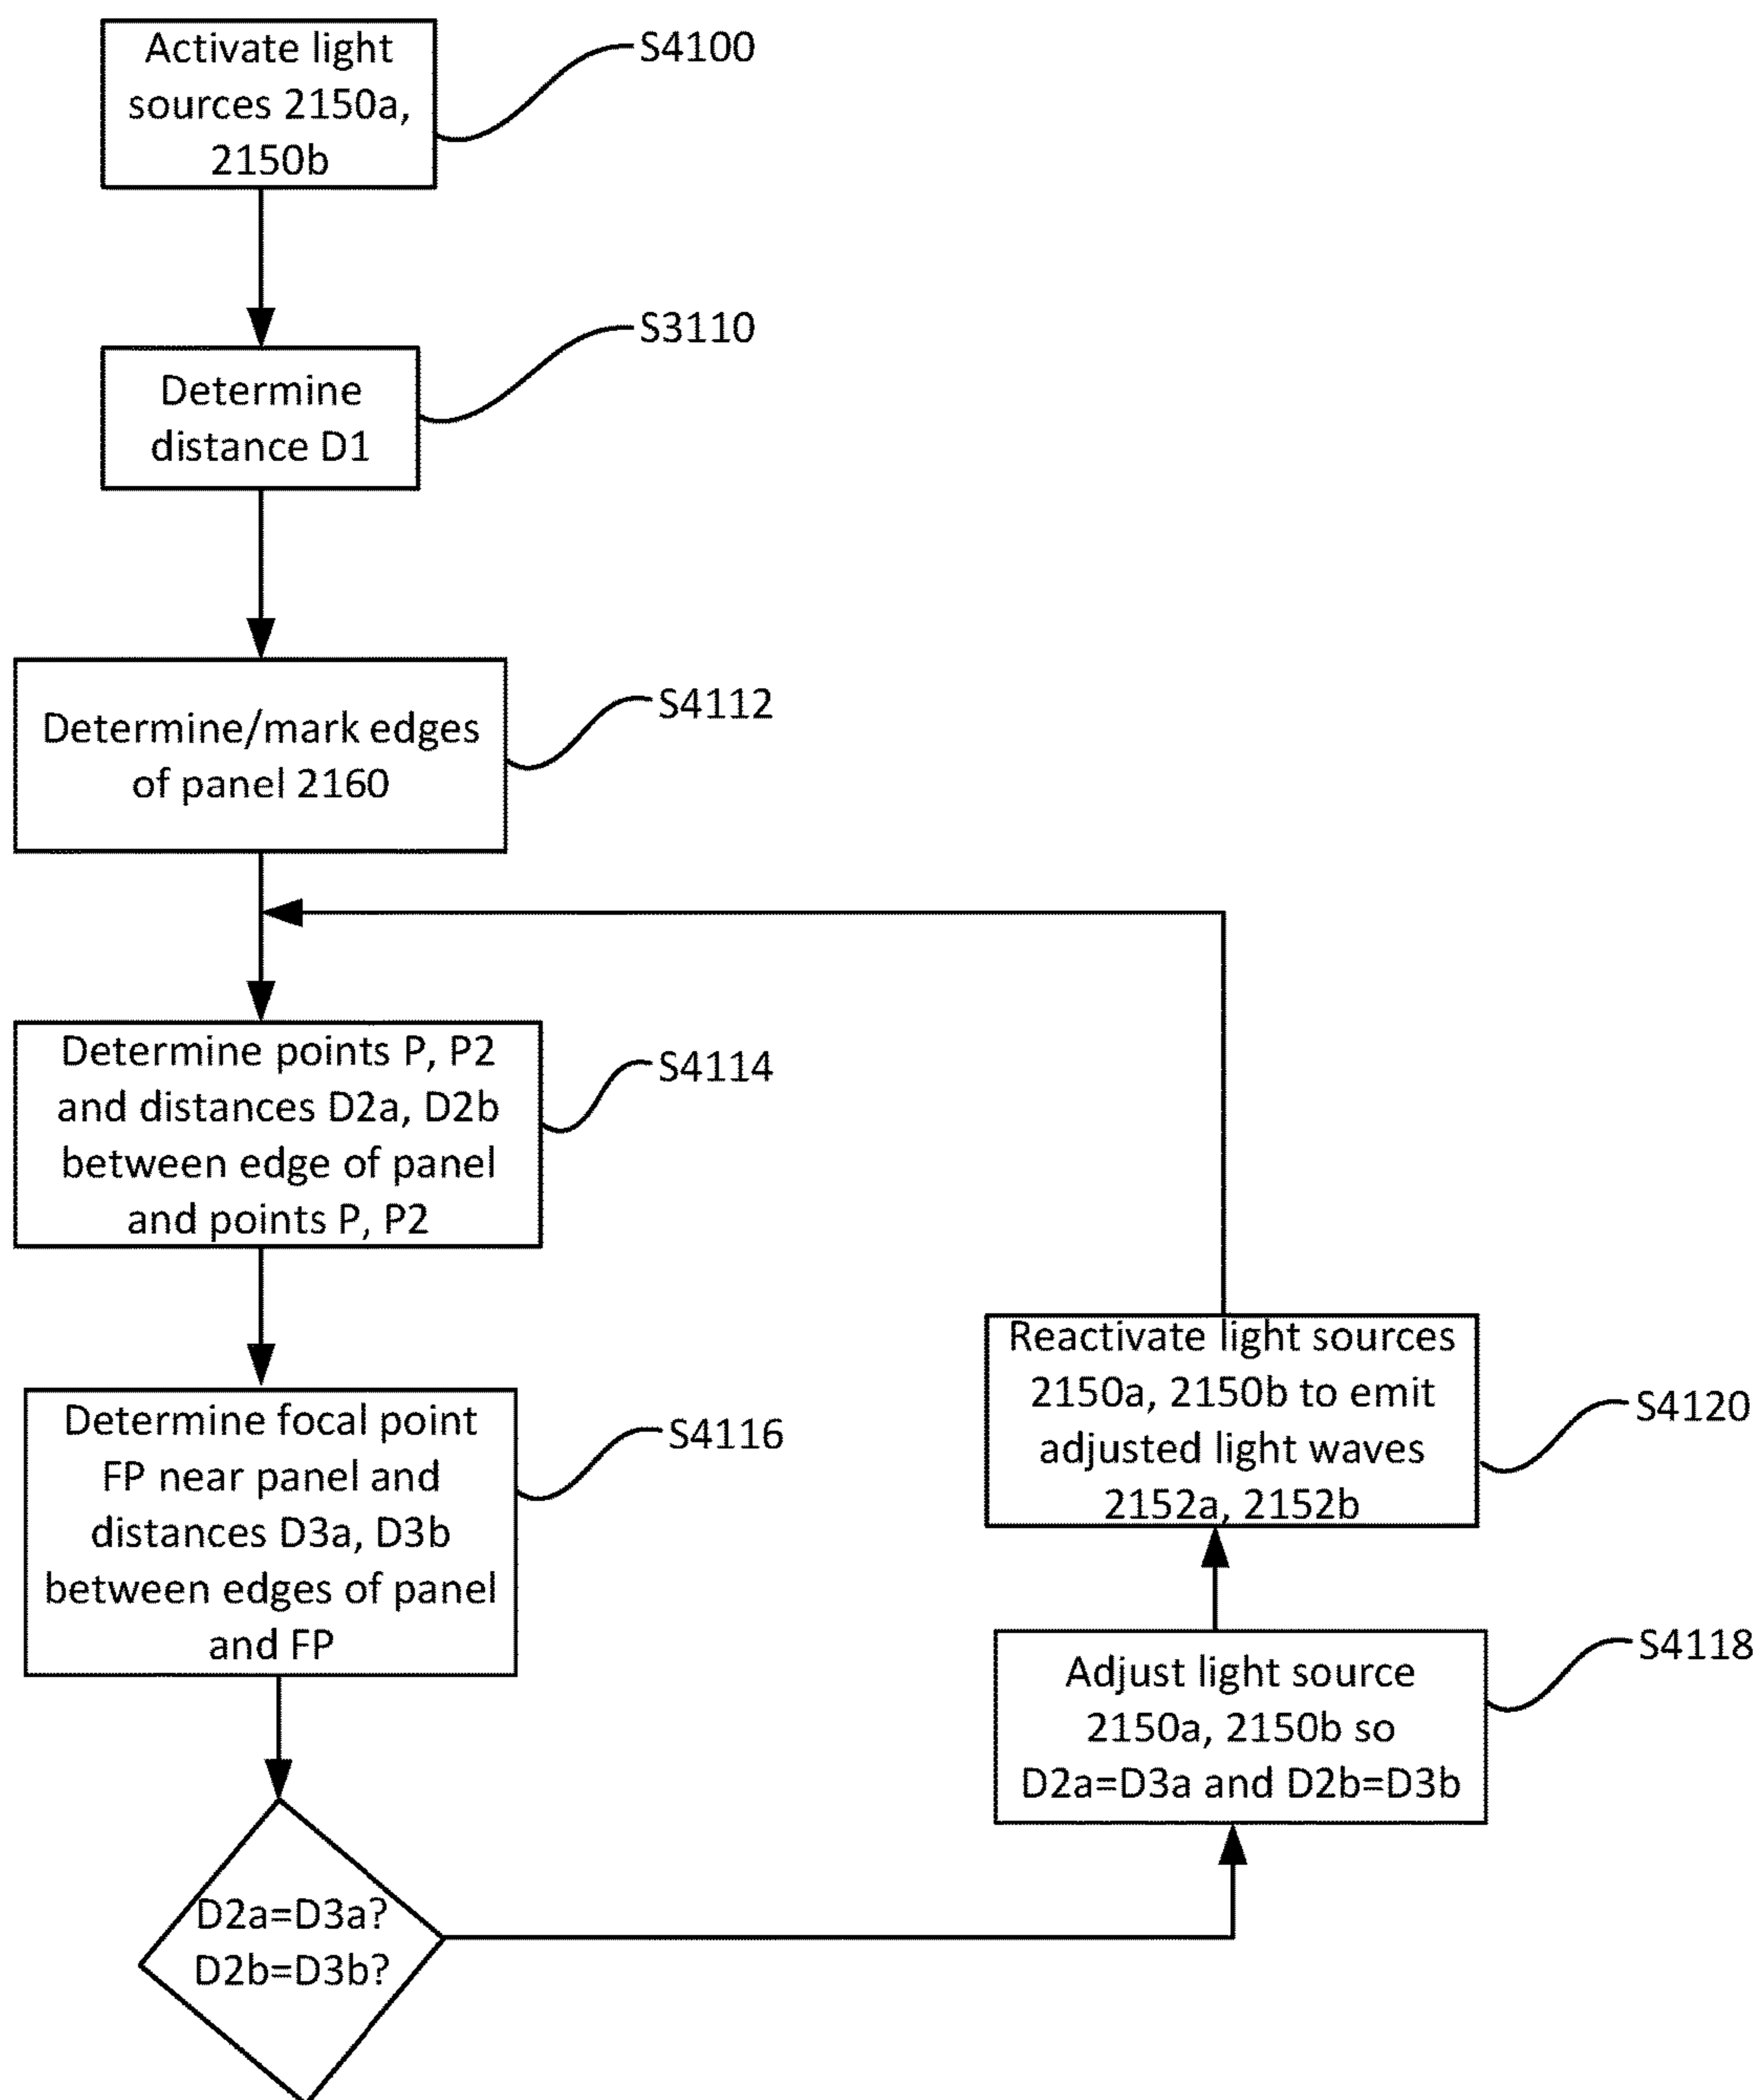 Activate light
sources 2150a,
2150b
S4100
Determine
distance D1
S3110
Determine/mark edges
of panel 2160
S4112
Determine points P, P2
and distances D2a, D2b
between edge of panel
and points P, P2
S4114
Determine focal point
FP near panel and
distances D3a, D3b
between edges of panel
and FP
S4116
D2a=D3a?
D2b=D3b?
Adjust light source
2150a, 2150b so
D2a=D3a and D2b=D3b
S4118
Reactivate light sources
2150a, 2150b to emit
adjusted light waves
2152a, 2152b
S4120